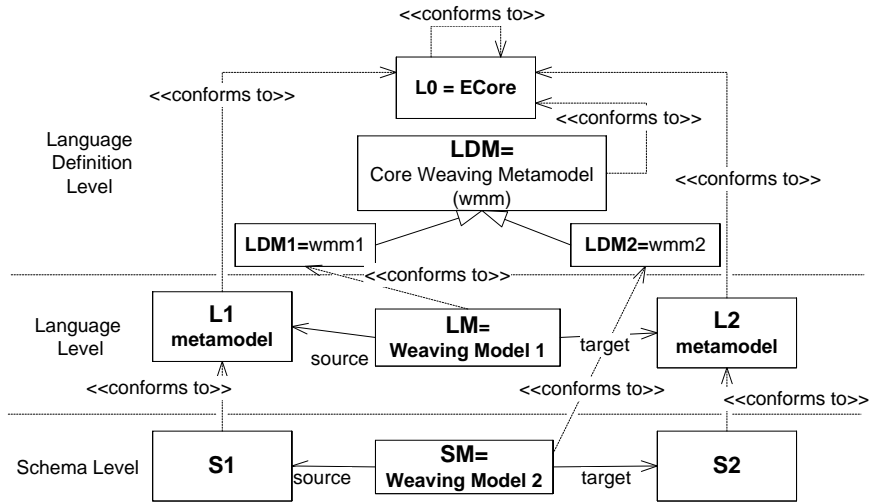 <<conforms to>>
L0 = ECore
<<conforms to>>
<<conforms to>>
Language
Definition
Level
LDM=
Core Weaving Metamodel
(wmm)
<<conforms to>>
LDM1=wmm1
LDM2=wmm2
<<conforms to>>
Language
Level
L1
metamodel
source
LM=
Weaving Model 1
target
L2
metamodel
<<conforms to>>
<<conforms to>>
<<conforms to>>
Schema Level
S1
source
SM=
Weaving Model 2
target
S2